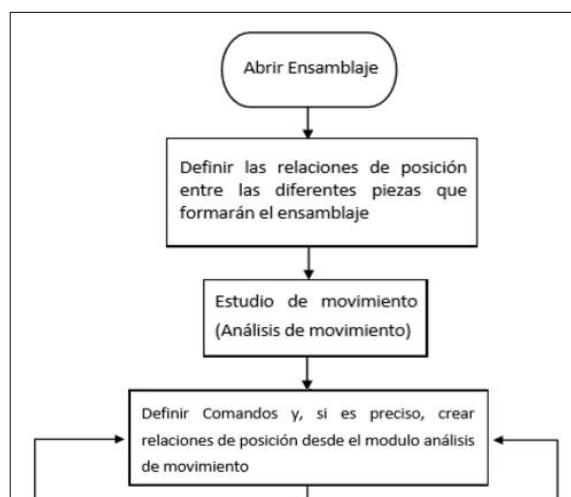 Abrir Ensamblaje
Definir las relaciones de posición
entre las diferentes piezas que
formarán el ensamblaje
Estudio de movimiento
(Análisis de movimiento)
Definir Comandos y, si es preciso, crear
relaciones de posición desde el modulo análisis
de movimiento